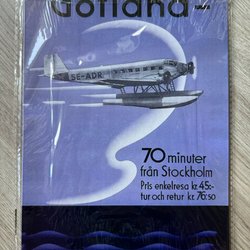 Gotland
SE-ADR
70 minuter
från Stockholm
Pris enkelresa kr. 45:-
tur och retur kr. 76:50